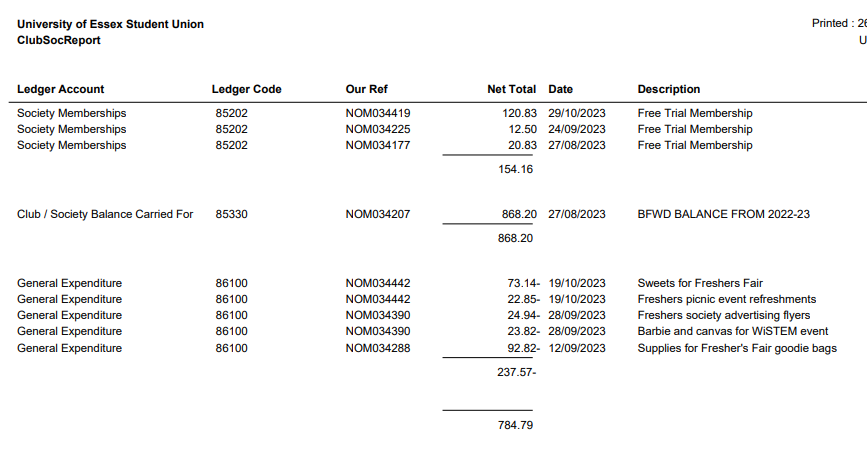 University of Essex Student Union
ClubSocReport
Printed : 26
U
Ledger Account Ledger Code Our Ref Net Total Date Description
Society Memberships 85202 NOM034419 120.83 29/10/2023 Free Trial Membership
Society Memberships 85202 NOM034225 12.50 24/09/2023 Free Trial Membership
Society Memberships 85202 NOM034177 20.83 27/08/2023 Free Trial Membership
154.16
Club / Society Balance Carried For 85330 NOM034207 868.20 27/08/2023 BFWD BALANCE FROM 2022-23
868.20
General Expenditure 86100 NOM034442 73.14- 19/10/2023 Sweets for Freshers Fair
General Expenditure 86100 NOM034442 22.85- 19/10/2023 Freshers picnic event refreshments
General Expenditure 86100 NOM034390 24.94- 28/09/2023 Freshers society advertising flyers
General Expenditure 86100 NOM034390 23.82- 28/09/2023 Barbie and canvas for WiSTEM event
General Expenditure 86100 NOM034288 92.82- 12/09/2023 Supplies for Fresher's Fair goodie bags
237.57-
784.79